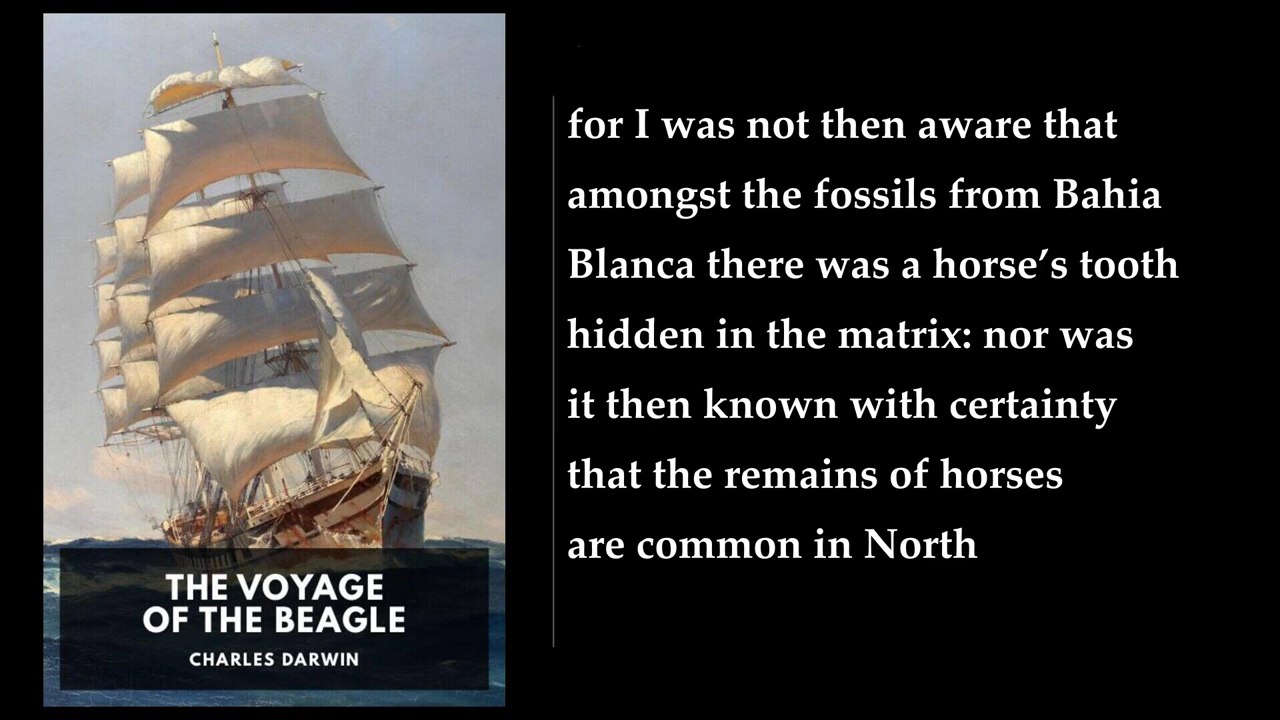 THE VOYAGE
OF THE BEAGLE
CHARLES DARWIN
for I was not then aware that
amongst the fossils from Bahia
Blanca there was a horse’s tooth
hidden in the matrix: nor was
it then known with certainty
that the remains of horses
are common in North